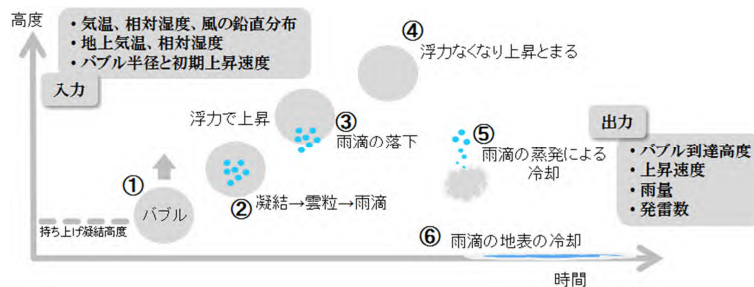 高度
・気温、相対湿度、風の鉛直分布
・地上気温、相対湿度
・バブル半径と初期上昇速度
入力
④
浮力なくなり上昇とまる
浮力で上昇
③
雨滴の落下
⑤
雨滴の蒸発による
冷却
出力
・バブル到達高度
・上昇速度
・雨量
・発雷数
①
バブル
②
凝結→雲粒→雨滴
持ち上げ凝結高度
⑥
雨滴の地表の冷却
時間